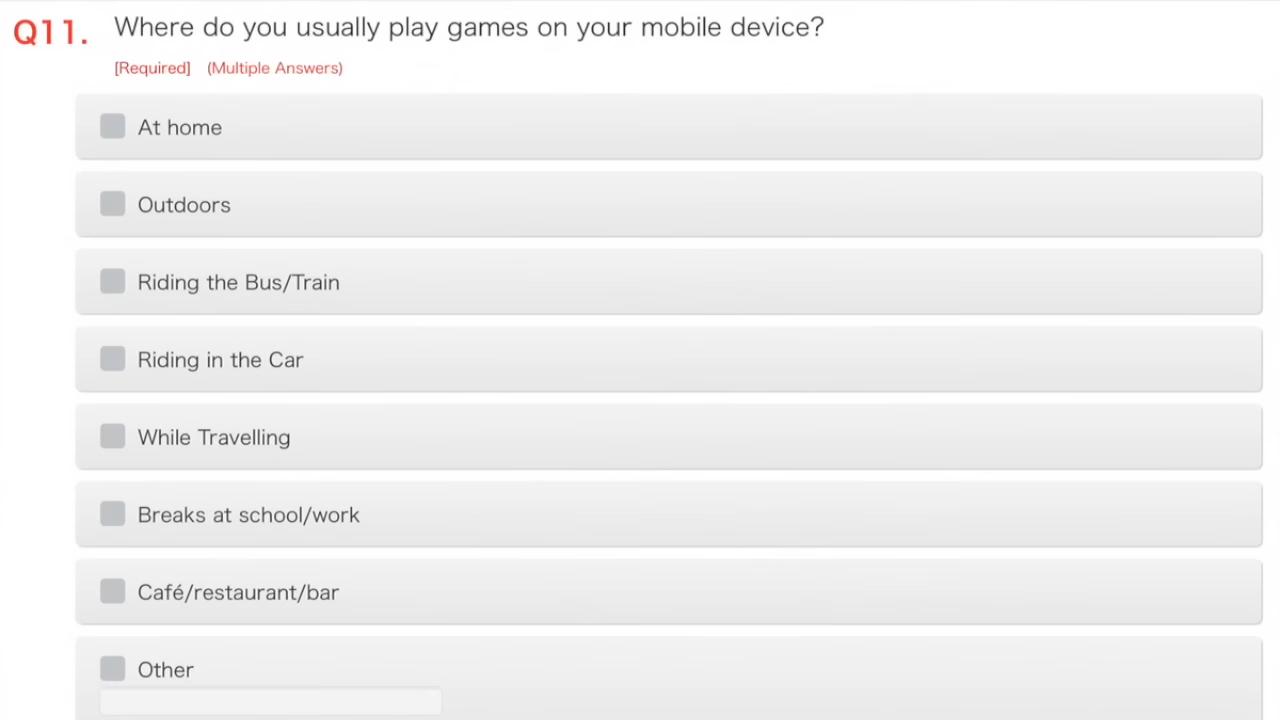 Q11. Where do you usually play games on your mobile device?
[Required] (Multiple Answers)
At home
Outdoors
Riding the Bus/Train
Riding in the Car
While Travelling
Breaks at school/work
Café/restaurant/bar
Other